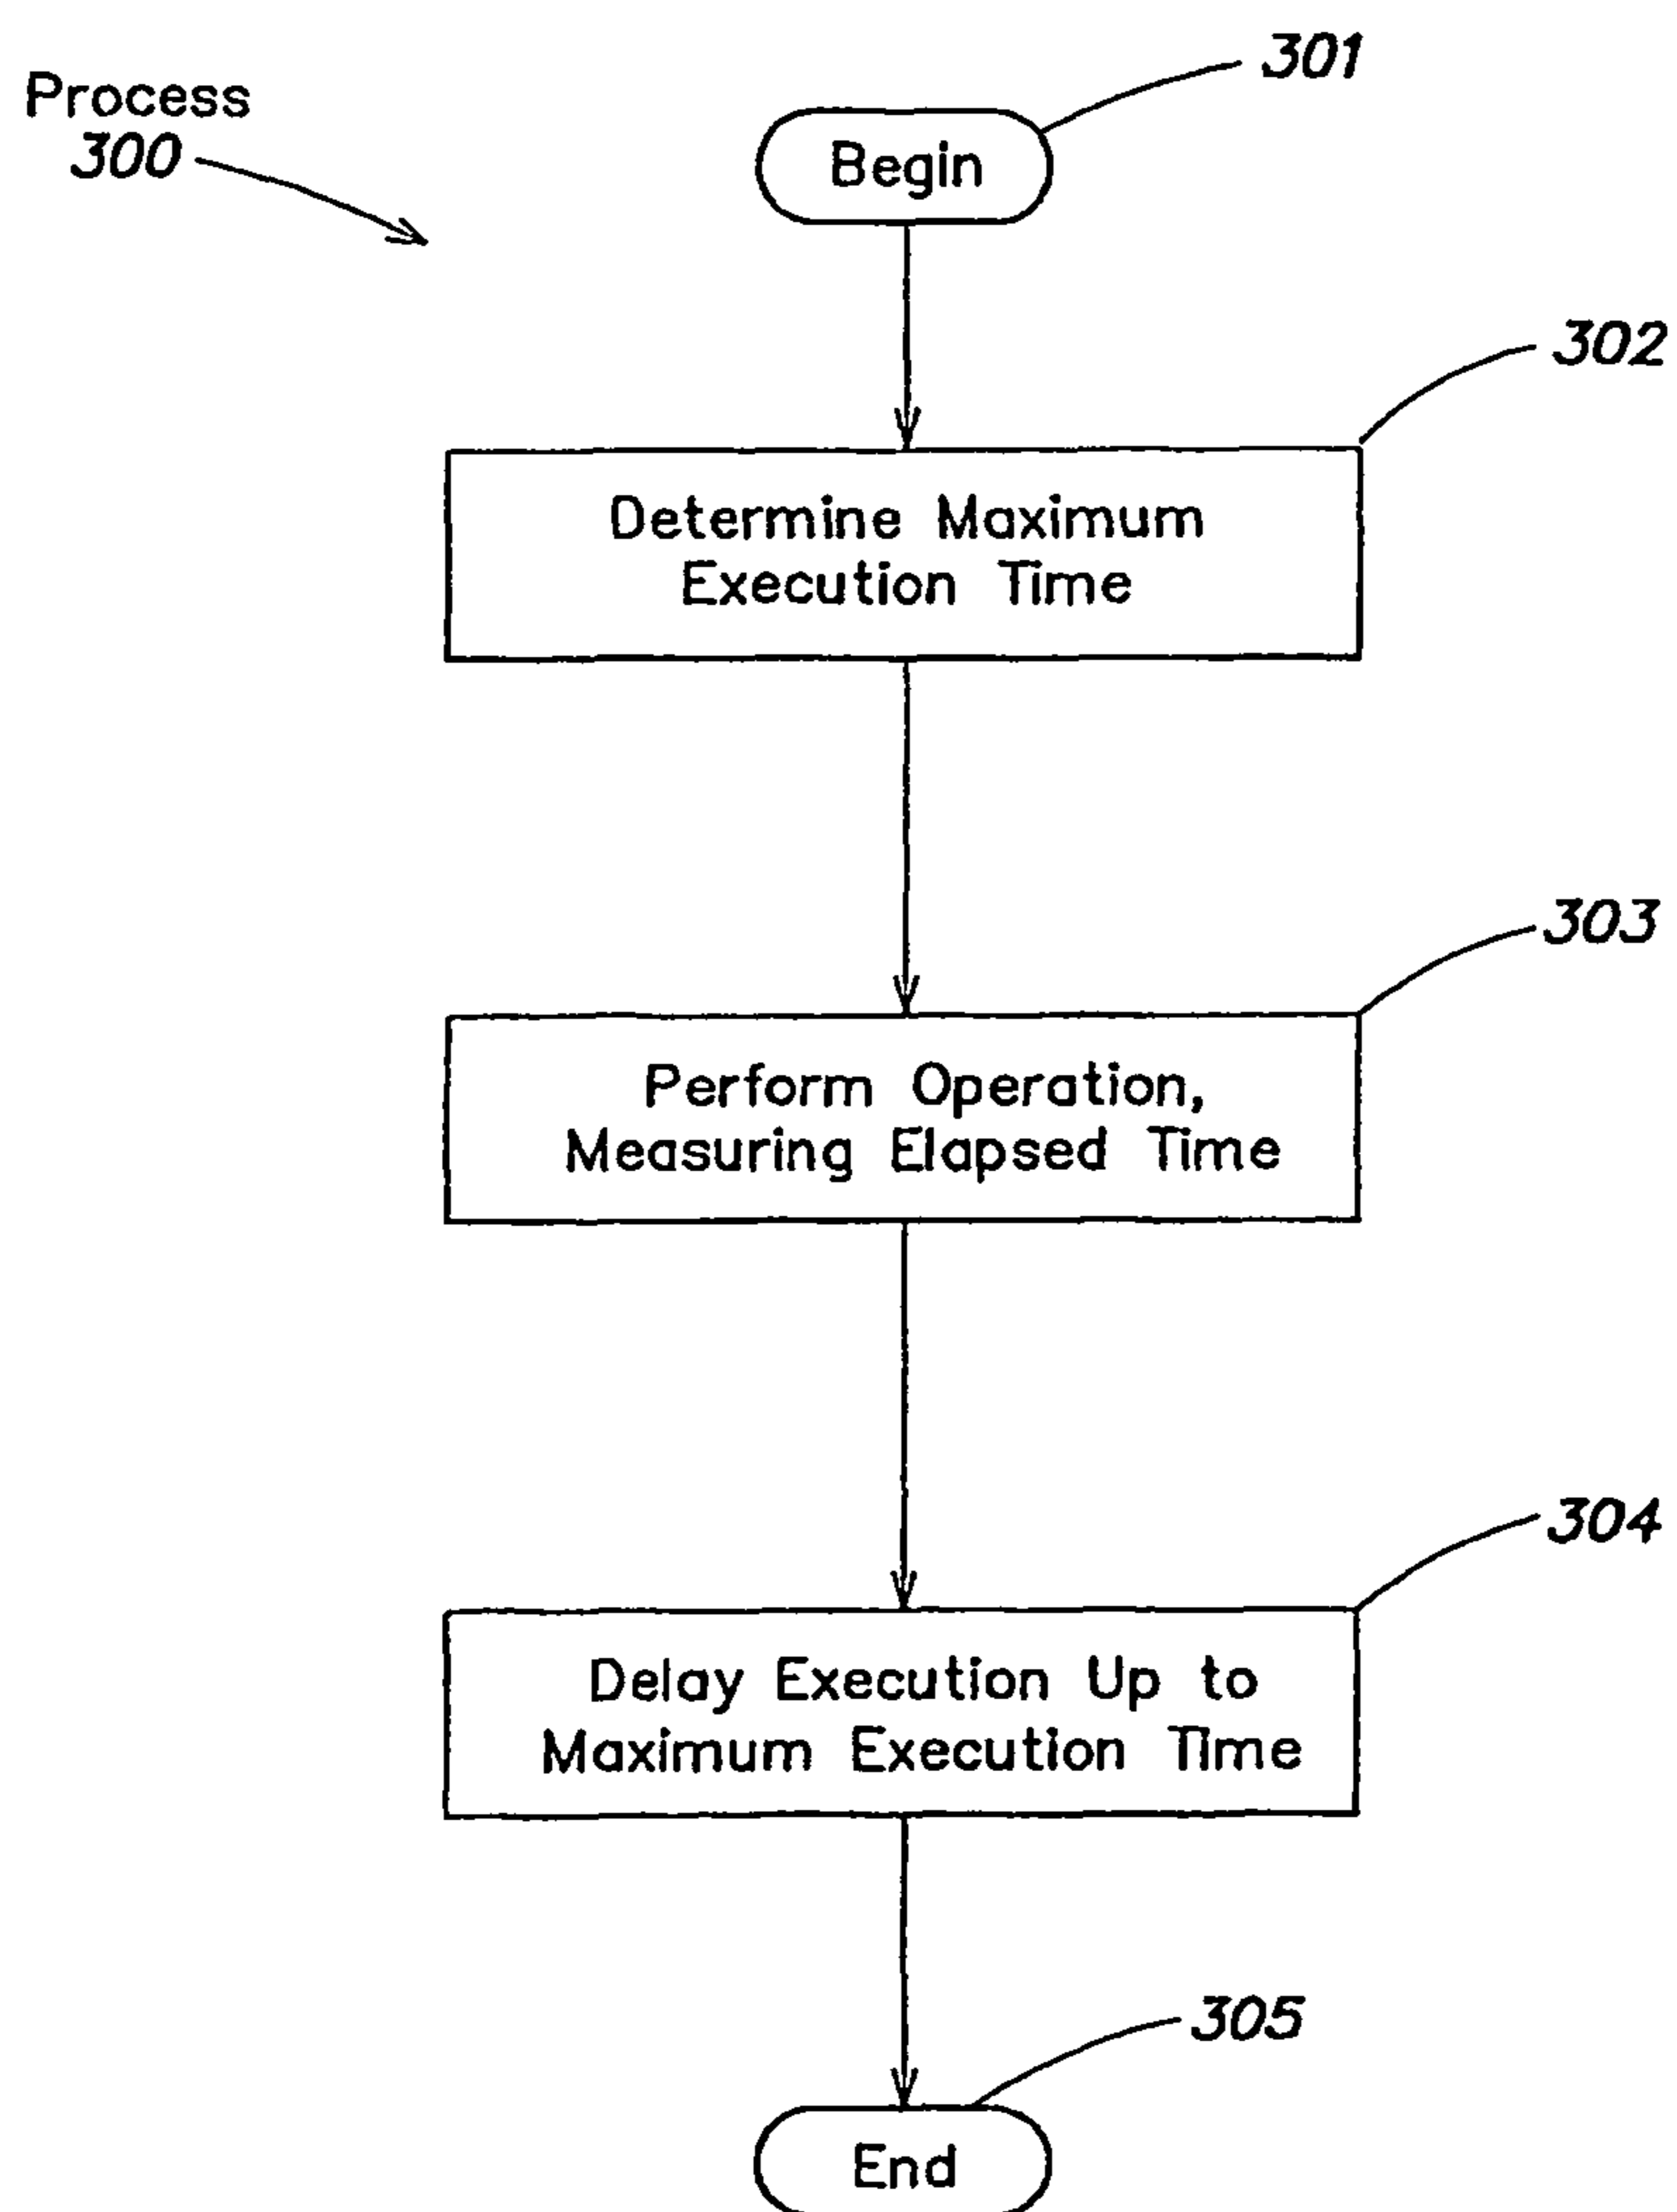 Process
300
301
Begin
302
Determine Maximum
Execution Time
303
Perform Operation,
Measuring Elapsed Time
304
Delay Execution Up to
Maximum Execution Time
305
End